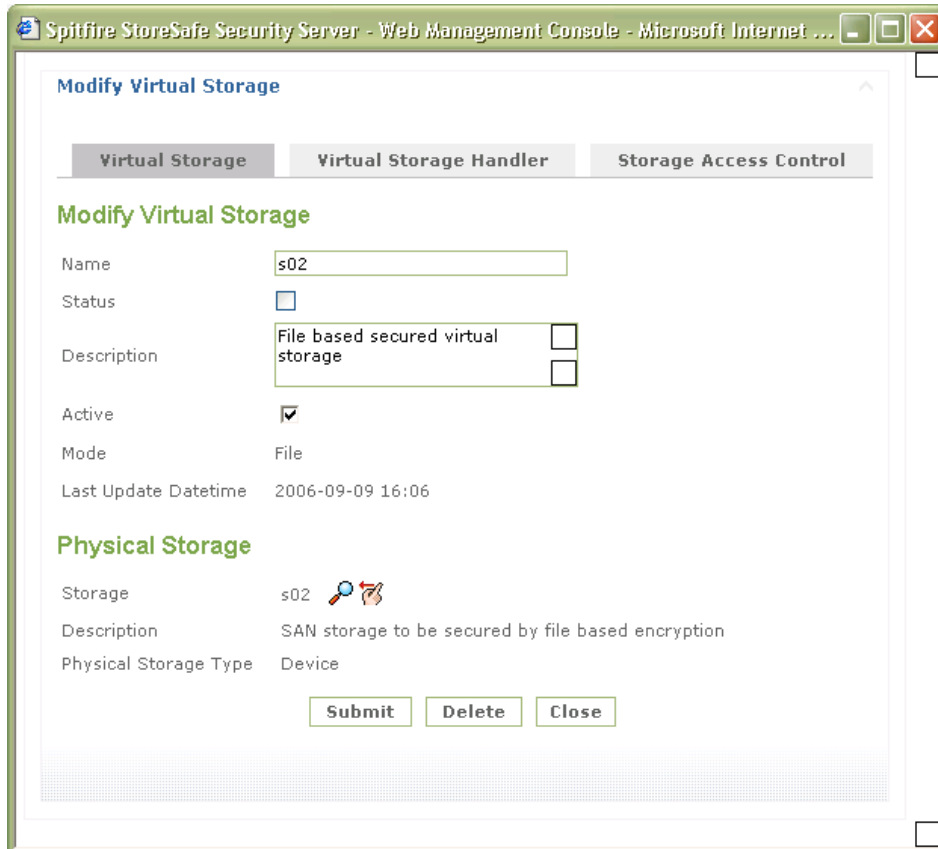 Spitfire StoreSafe Security Server - Web Management Console - Microsoft Internet ...
Modify Virtual Storage
Virtual Storage Virtual Storage Handler Storage Access Control
Modify Virtual Storage
Name s02
Status
Description File based secured virtual
storage
Active
Mode File
Last Update Datetime 2006-09-09 16:06
Physical Storage
Storage s02
Description SAN storage to be secured by file based encryption
Physical Storage Type Device
Submit Delete Close